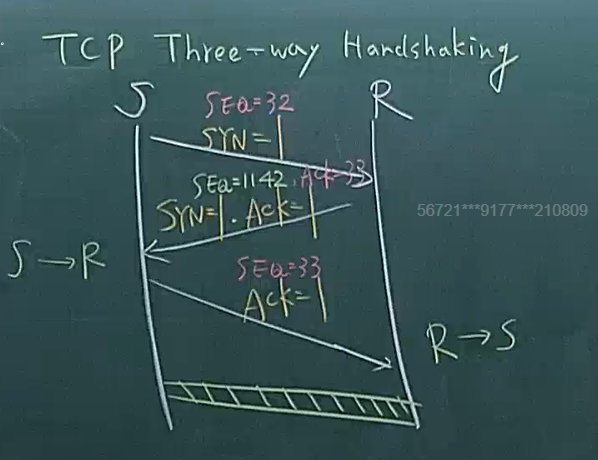 TCP Three-way Handshaking
S R
SEQ=32
SYN=1
SEQ=1142. ACK=33
SYN=1. ACK=1
56721***9177***210809
S→R
SEQ=33
ACK=1
R→S